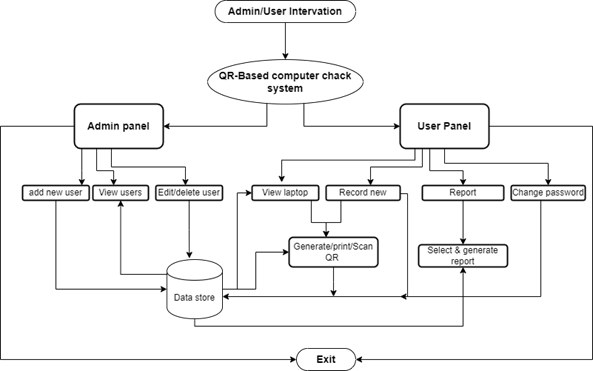 Admin/User Intervation
QR-Based computer chack
system
Admin panel
User Panel
add new user
View users
Edit/delete user
View laptop
Record new
Report
Change password
Generate/print/Scan
QR
Select & generate
report
Data store
Exit